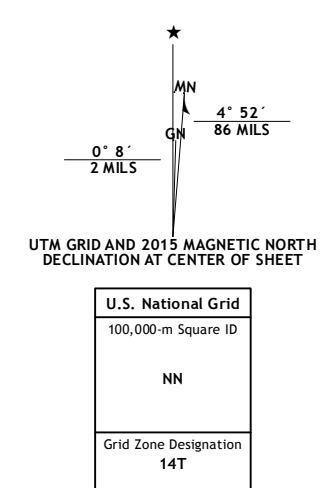 ★
MN
4° 52´
86 MILS
GN
0° 8´
2 MILS
UTM GRID AND 2015 MAGNETIC NORTH
DECLINATION AT CENTER OF SHEET
U.S. National Grid
100,000-m Square ID
NN
Grid Zone Designation
14T